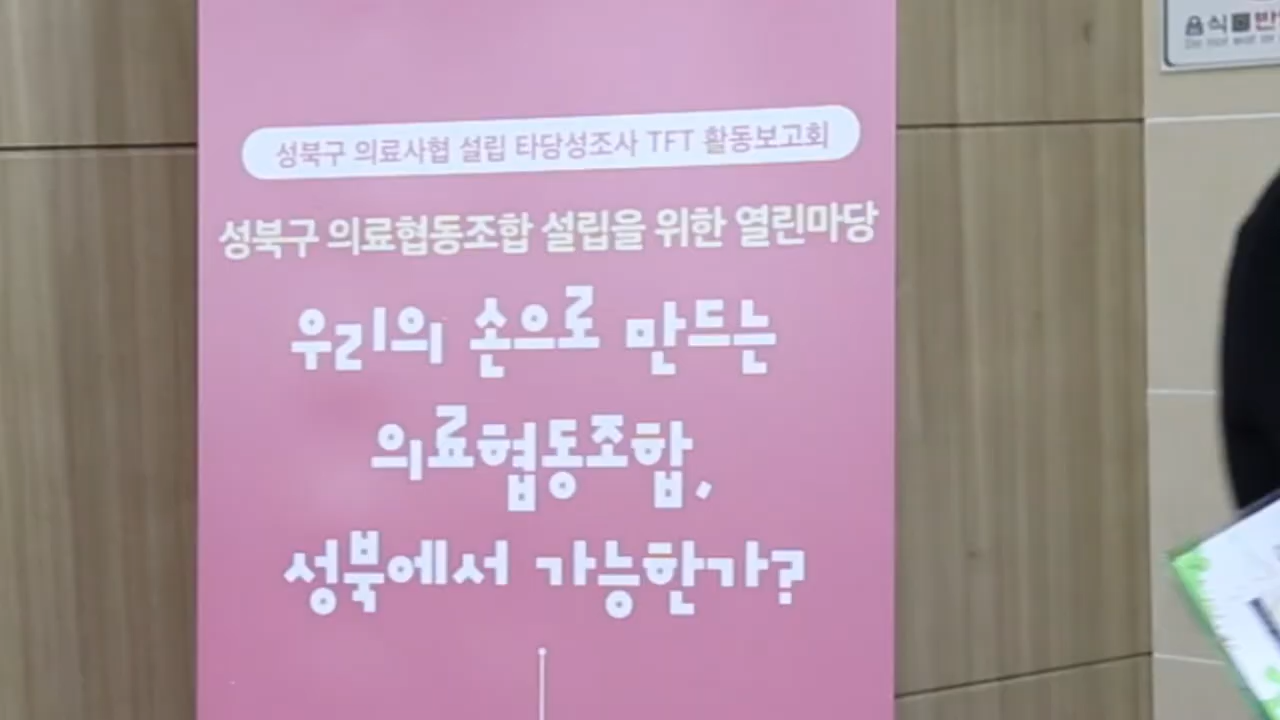 성북구 의료사협 설립 타당성조사 TFT 활동보고회
성북구 의료협동조합 설립을 위한 열린마당
우리의 손으로 만드는
의료협동조합,
성북에서 가능한가?